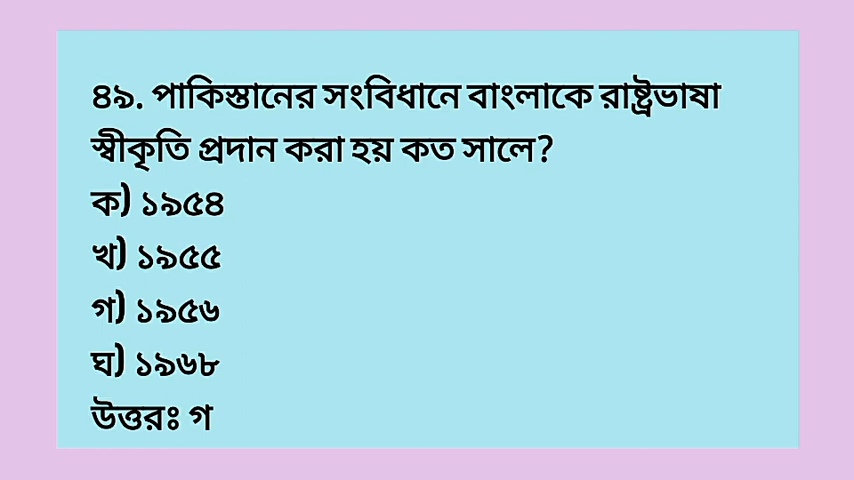 ৪৯. পাকিস্তানের সংবিধানে বাংলাকে রাষ্ট্রভাষা
স্বীকৃতি প্রদান করা হয় কত সালে?
ক) ১৯৫৪
খ) ১৯৫৫
গ) ১৯৫৬
ঘ) ১৯৬৮
উত্তরঃ গ